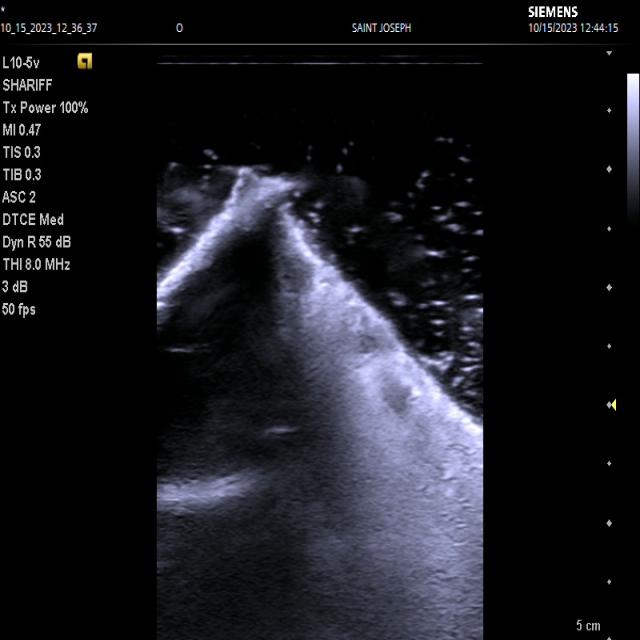 SIEMENS
10_15_2023_12_36_37 O SAINT JOSEPH 10/15/2023 12:44:15
L10-5v
SHARIFF
Tx Power 100%
MI 0.47
TIS 0.3
TIB 0.3
ASC 2
DTCE Med
Dyn R 55 dB
THI 8.0 MHz
3 dB
50 fps
5 cm